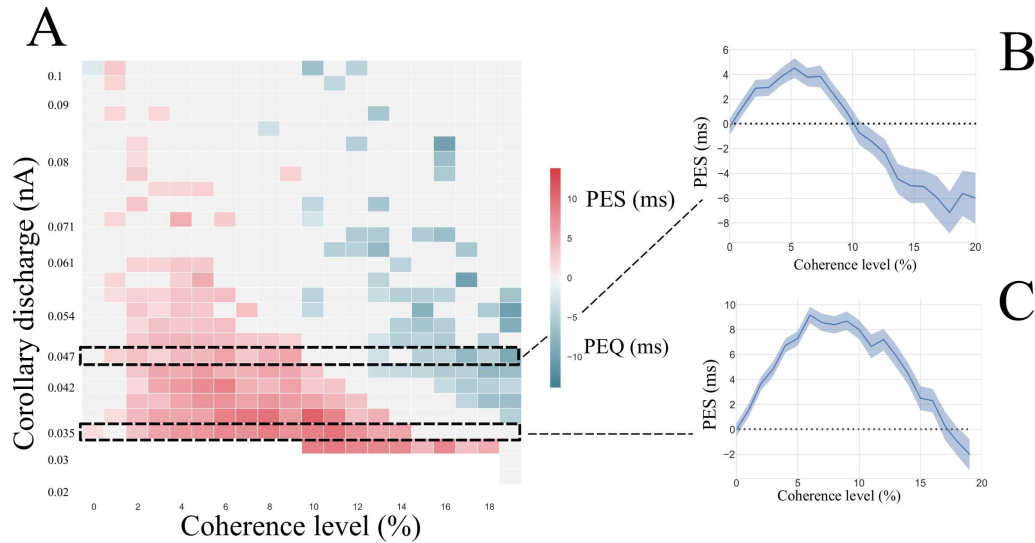 A
Corollary discharge (nA)
0.1
0.09
0.08
0.071
0.061
0.054
0.047
0.042
0.035
0.03
0.02
0 2 4 6 8 10 12 14 16 18
Coherence level (%)
PES (ms)
10
5
0
−5
−10
PEQ (ms)
B
PES (ms)
6
4
2
0
−2
−4
−6
−8
0 5 10 15 20
Coherence level (%)
C
PES (ms)
10
8
6
4
2
0
−2
0 5 10 15 20
Coherence level (%)